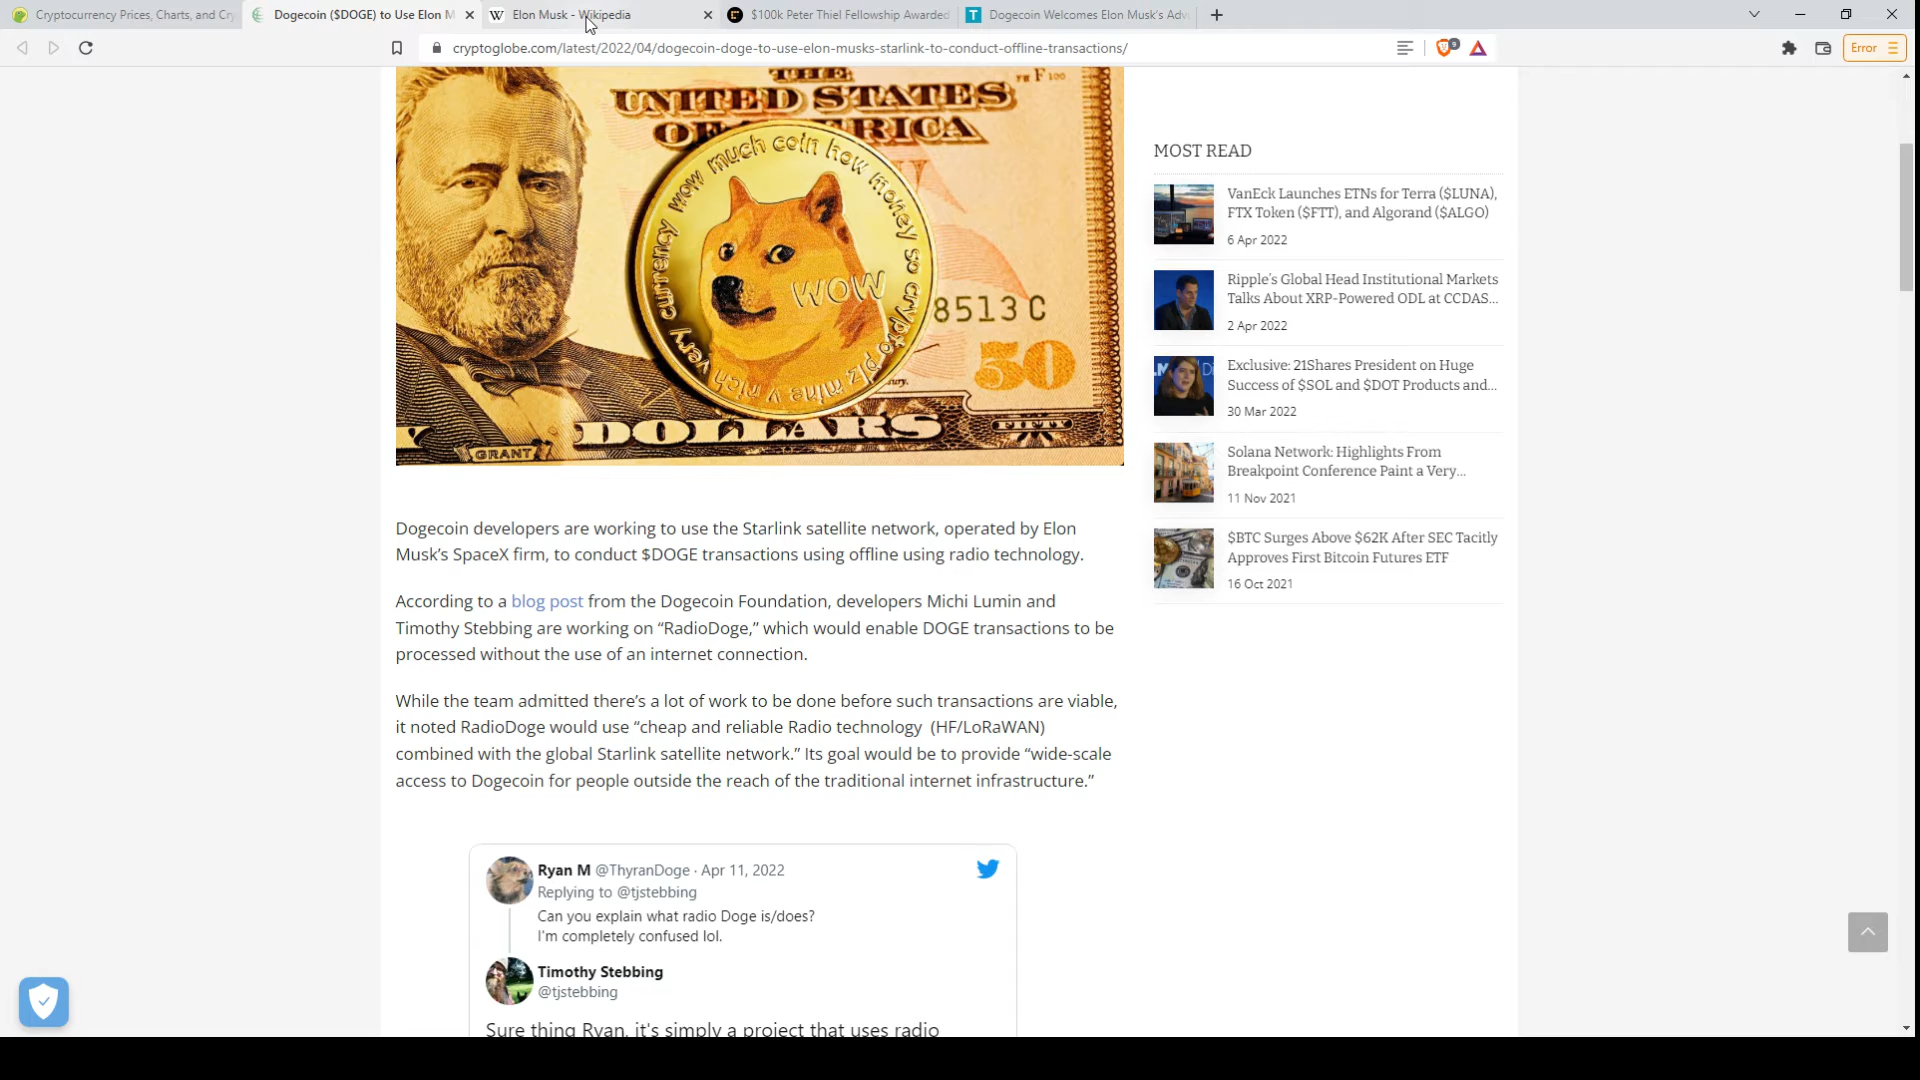 Cryptocurrency Prices, Charts, and Cry
Dogecoin ($DOGE) to Use Elon M
Elon Musk - Wikipedia
$100k Peter Thiel Fellowship Awarded
Dogecoin Welcomes Elon Musk's Adv
cryptoglobe.com/latest/2022/04/dogecoin-doge-to-use-elon-musks-starlink-to-conduct-offline-transactions/
9
Error
THE
UNITED STATES
OF AMERICA
F 100
very currency wow much coin how money so crypto plz mine v rich
WOW
8513C
50
DOLLARS
FIFTY
GRANT
MOST READ
VanEck Launches ETNs for Terra ($LUNA),
FTX Token ($FTT), and Algorand ($ALGO)
6 Apr 2022
Ripple's Global Head Institutional Markets
Talks About XRP-Powered ODL at CCDAS...
2 Apr 2022
Exclusive: 21Shares President on Huge
Success of $SOL and $DOT Products and...
30 Mar 2022
Solana Network: Highlights From
Breakpoint Conference Paint a Very...
11 Nov 2021
$BTC Surges Above $62K After SEC Tacitly
Approves First Bitcoin Futures ETF
16 Oct 2021
Dogecoin developers are working to use the Starlink satellite network, operated by Elon
Musk's SpaceX firm, to conduct $DOGE transactions using offline using radio technology.
According to a blog post from the Dogecoin Foundation, developers Michi Lumin and
Timothy Stebbing are working on “RadioDoge,” which would enable DOGE transactions to be
processed without the use of an internet connection.
While the team admitted there's a lot of work to be done before such transactions are viable,
it noted RadioDoge would use “cheap and reliable Radio technology (HF/LoRaWAN)
combined with the global Starlink satellite network.” Its goal would be to provide “wide-scale
access to Dogecoin for people outside the reach of the traditional internet infrastructure.”
Ryan M @ThyranDoge · Apr 11, 2022
Replying to @tjstebbing
Can you explain what radio Doge is/does?
I'm completely confused lol.
Timothy Stebbing
@tjstebbing
Sure thing Ryan, it's simply a project that uses radio